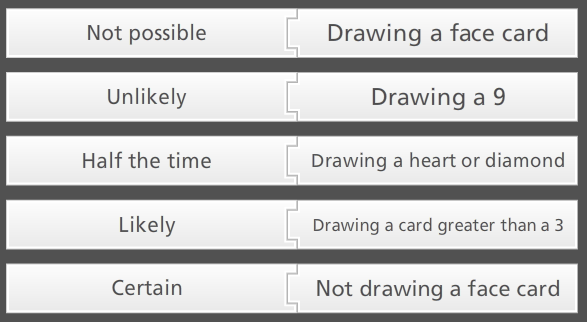 Not possible Drawing a face card
Unlikely Drawing a 9
Half the time Drawing a heart or diamond
Likely Drawing a card greater than a 3
Certain Not drawing a face card